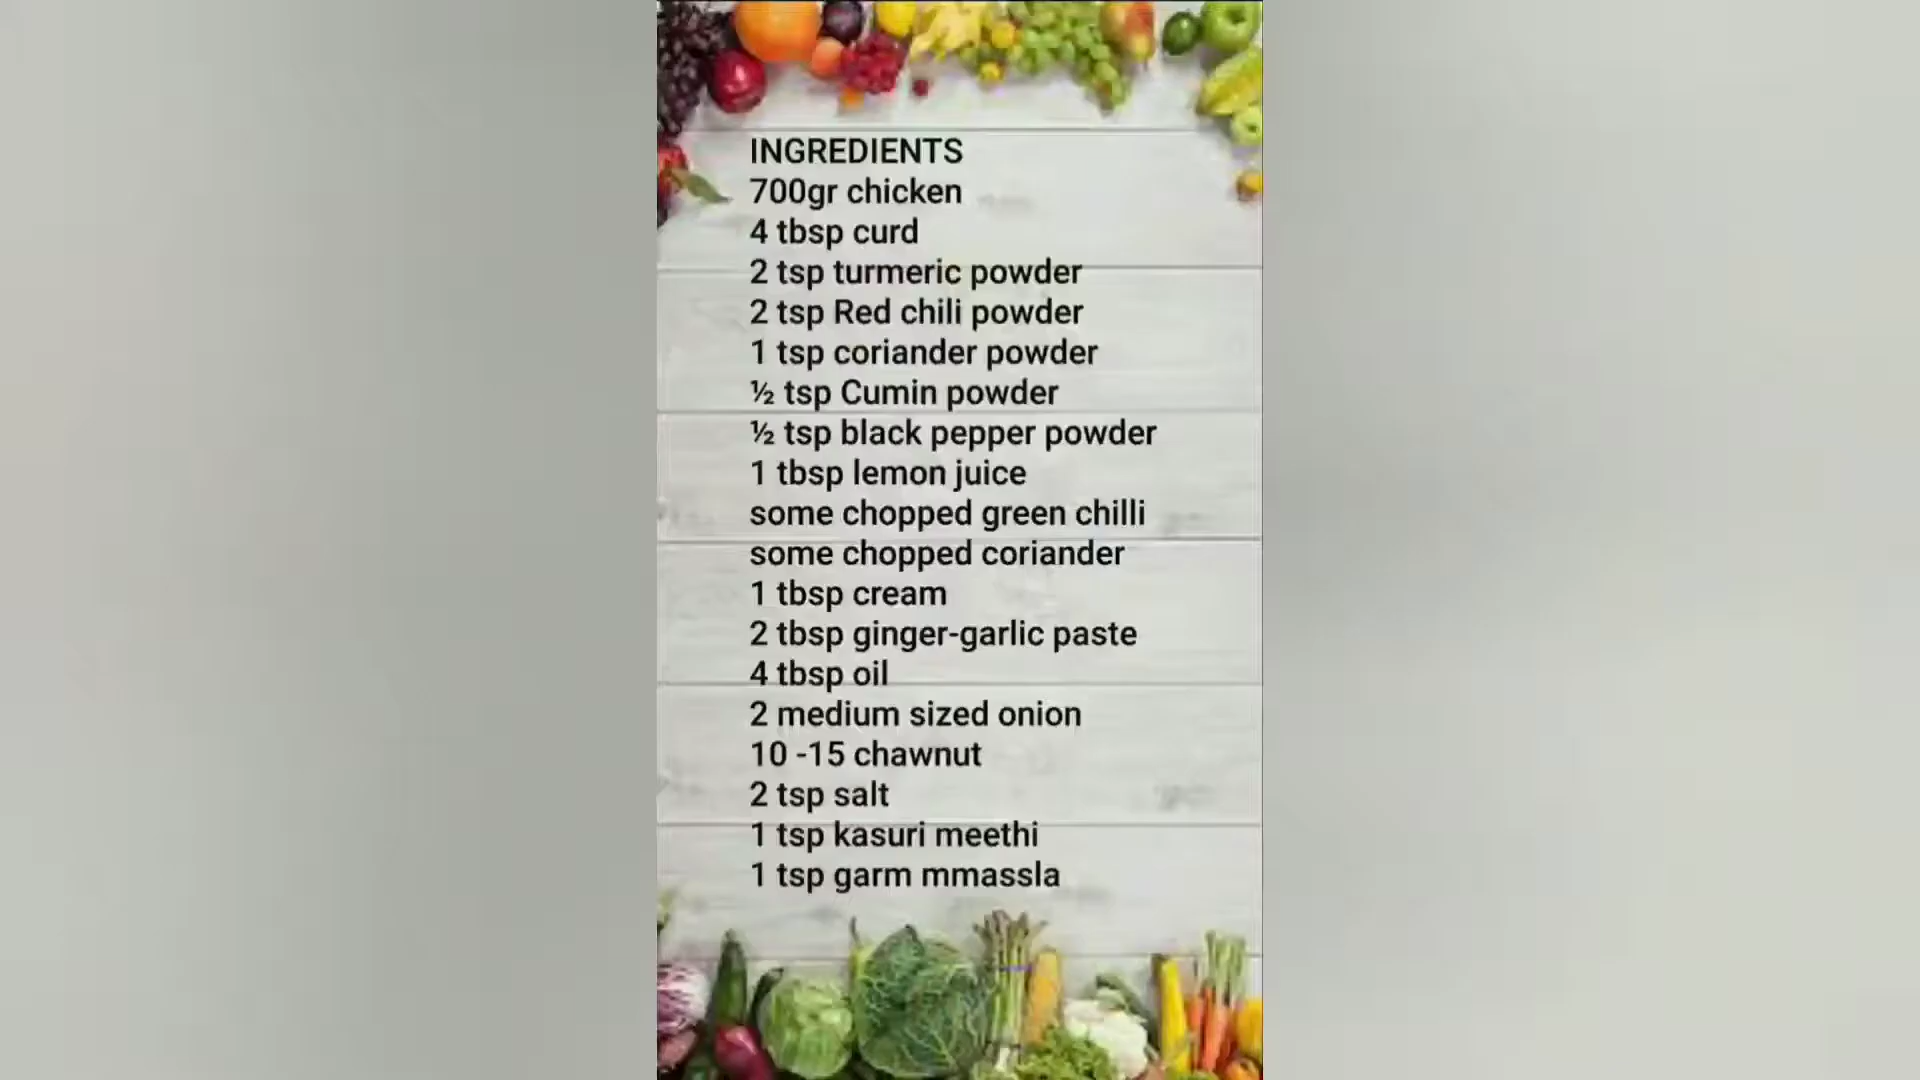 INGREDIENTS
700gr chicken
4 tbsp curd
2 tsp turmeric powder
2 tsp Red chili powder
1 tsp coriander powder
½ tsp Cumin powder
½ tsp black pepper powder
1 tbsp lemon juice
some chopped green chilli
some chopped coriander
1 tbsp cream
2 tbsp ginger-garlic paste
4 tbsp oil
2 medium sized onion
10 -15 chawnut
2 tsp salt
1 tsp kasuri meethi
1 tsp garm mmassla